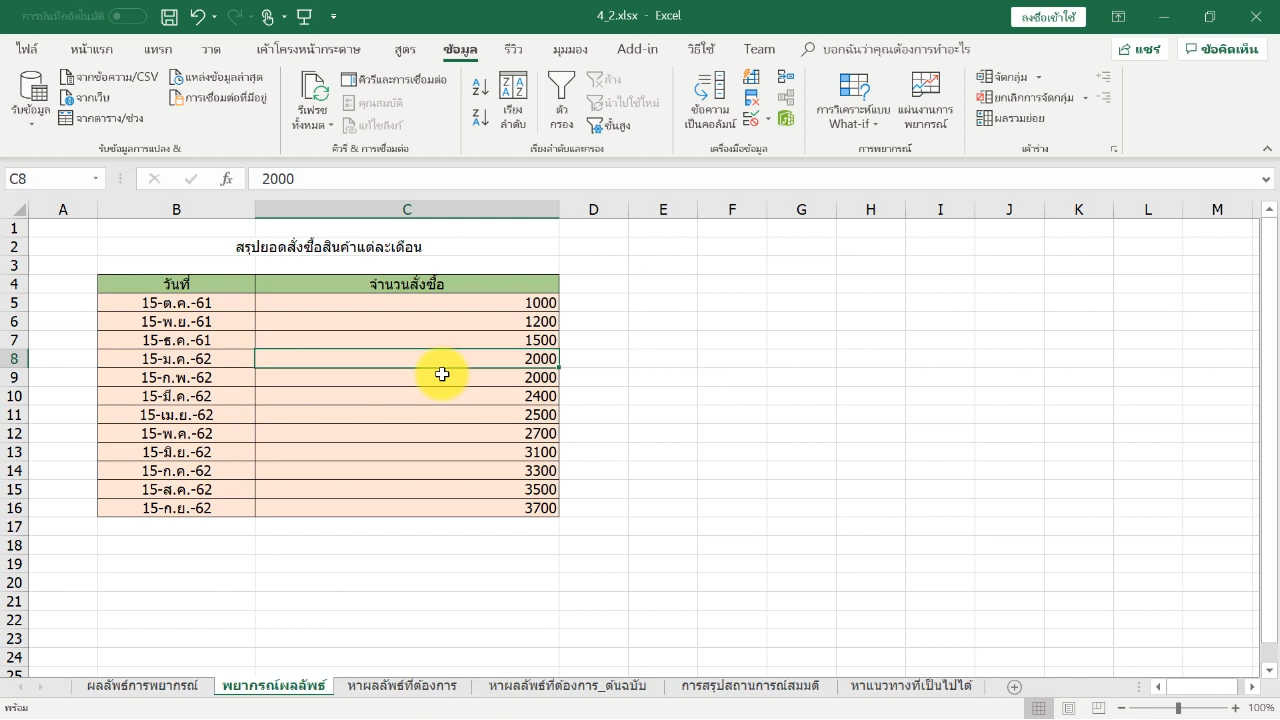 การบันทึกอัตโนมัติ
4_2.xlsx - Excel
ลงชื่อเข้าใช้
ไฟล์ หน้าแรก แทรก วาด เค้าโครงหน้ากระดาษ สูตร ข้อมูล รีวิว มุมมอง Add-in วิธีใช้ Team บอกฉันว่าคุณต้องการทำอะไร แชร์ ข้อคิดเห็น
รับข้อมูล
จากข้อความ/CSV
จากเว็บ
จากตาราง/ช่วง
แหล่งข้อมูลล่าสุด
การเชื่อมต่อที่มีอยู่
รับข้อมูลการแปลง &
รีเฟรช
ทั้งหมด
คิวรีและการเชื่อมต่อ
คุณสมบัติ
แก้ไขลิงก์
คิวรี & การเชื่อมต่อ
เรียง
ลำดับ
ตัว
กรอง
ล้าง
นำไปใช้ใหม่
ขั้นสูง
เรียงลำดับและกรอง
ข้อความ
เป็นคอลัมน์
เครื่องมือข้อมูล
การวิเคราะห์แบบ
What-if
แผ่นงานการ
พยากรณ์
การพยากรณ์
จัดกลุ่ม
ยกเลิกการจัดกลุ่ม
ผลรวมย่อย
เค้าร่าง
C8 fx 2000
A B C D E F G H I J K L M
1
2 สรุปยอดสั่งซื้อสินค้าแต่ละเดือน
3
4 วันที่ จำนวนสั่งซื้อ
5 15-ต.ค.-61 1000
6 15-พ.ย.-61 1200
7 15-ธ.ค.-61 1500
8 15-ม.ค.-62 2000
9 15-ก.พ.-62 2000
10 15-มี.ค.-62 2400
11 15-เม.ย.-62 2500
12 15-พ.ค.-62 2700
13 15-มิ.ย.-62 3100
14 15-ก.ค.-62 3300
15 15-ส.ค.-62 3500
16 15-ก.ย.-62 3700
17
18
19
20
21
22
23
24
25
ผลลัพธ์การพยากรณ์ พยากรณ์ผลลัพธ์ หาผลลัพธ์ที่ต้องการ หาผลลัพธ์ที่ต้องการ_ต้นฉบับ การสรุปสถานการณ์สมมติ หาแนวทางที่เป็นไปได้
พร้อม 100%